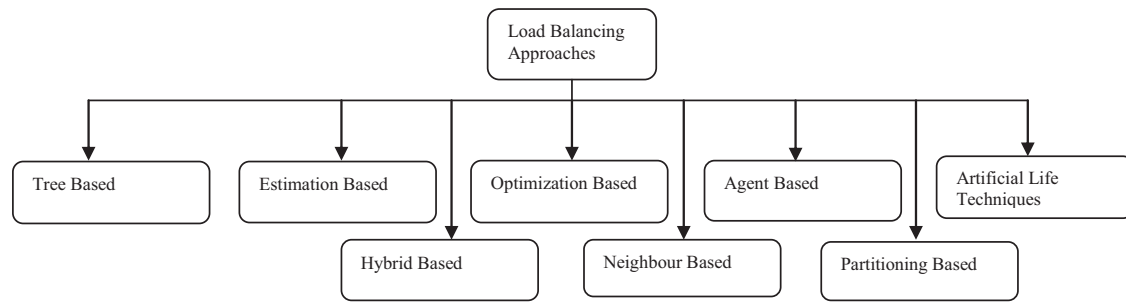 Load Balancing
Approaches
Tree Based
Estimation Based
Optimization Based
Agent Based
Artificial Life
Techniques
Hybrid Based
Neighbour Based
Partitioning Based